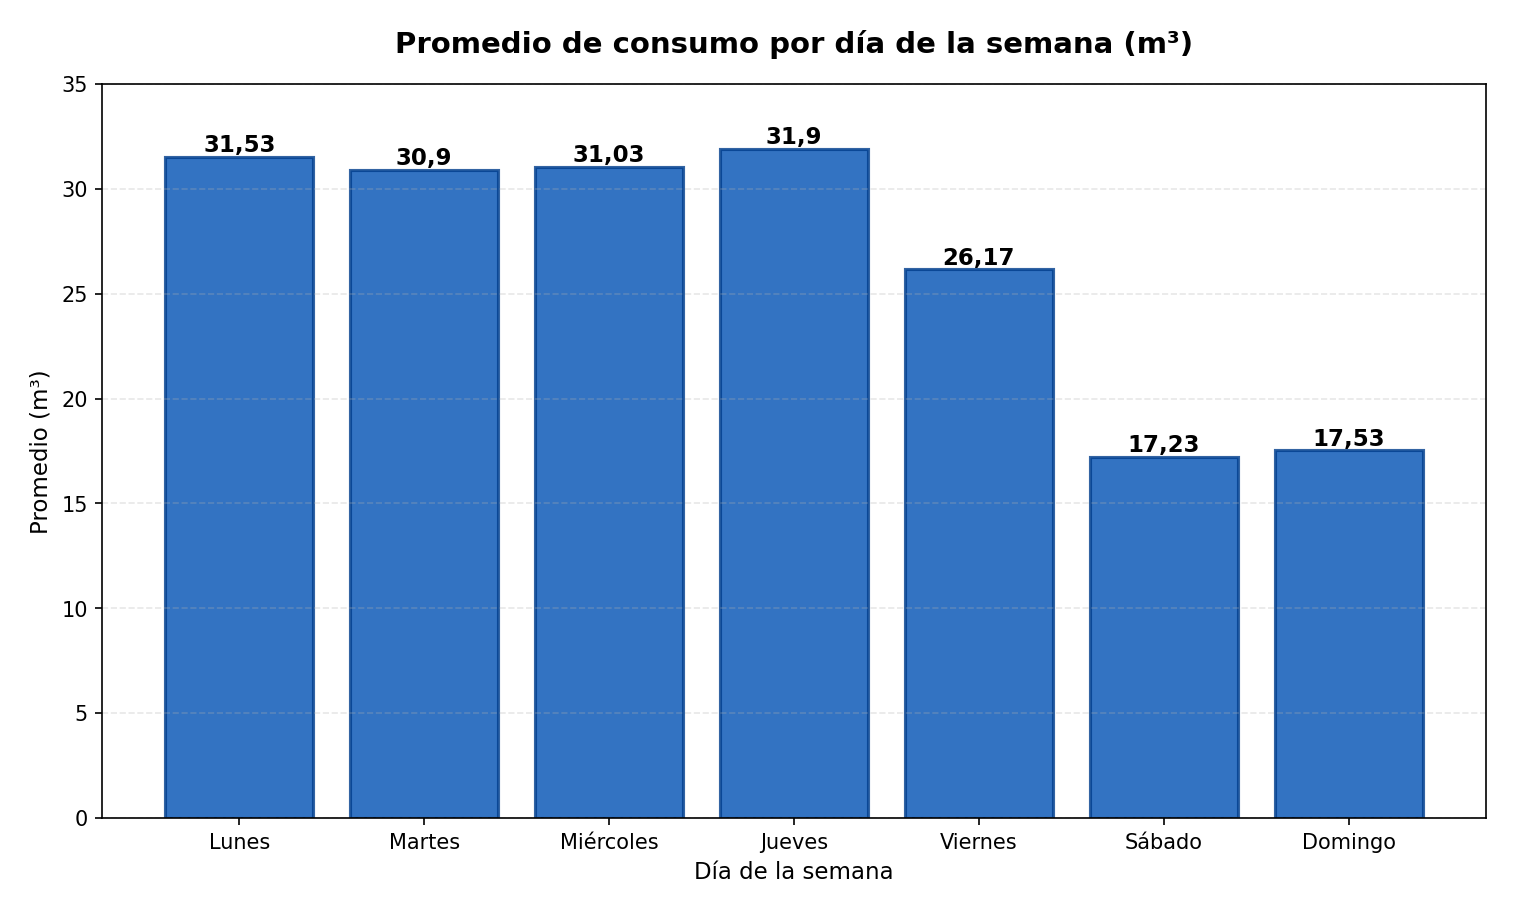 Promedio de consumo por día de la semana (m³)
Promedio (m³)
35
30
25
20
15
10
5
0
31,53
30,9
31,03
31,9
26,17
17,23
17,53
Lunes
Martes
Miércoles
Jueves
Viernes
Sábado
Domingo
Día de la semana